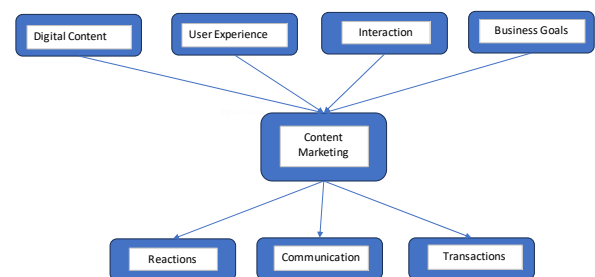 Digital Content
User Experience
Interaction
Business Goals
Content
Marketing
Reactions
Communication
Transactions